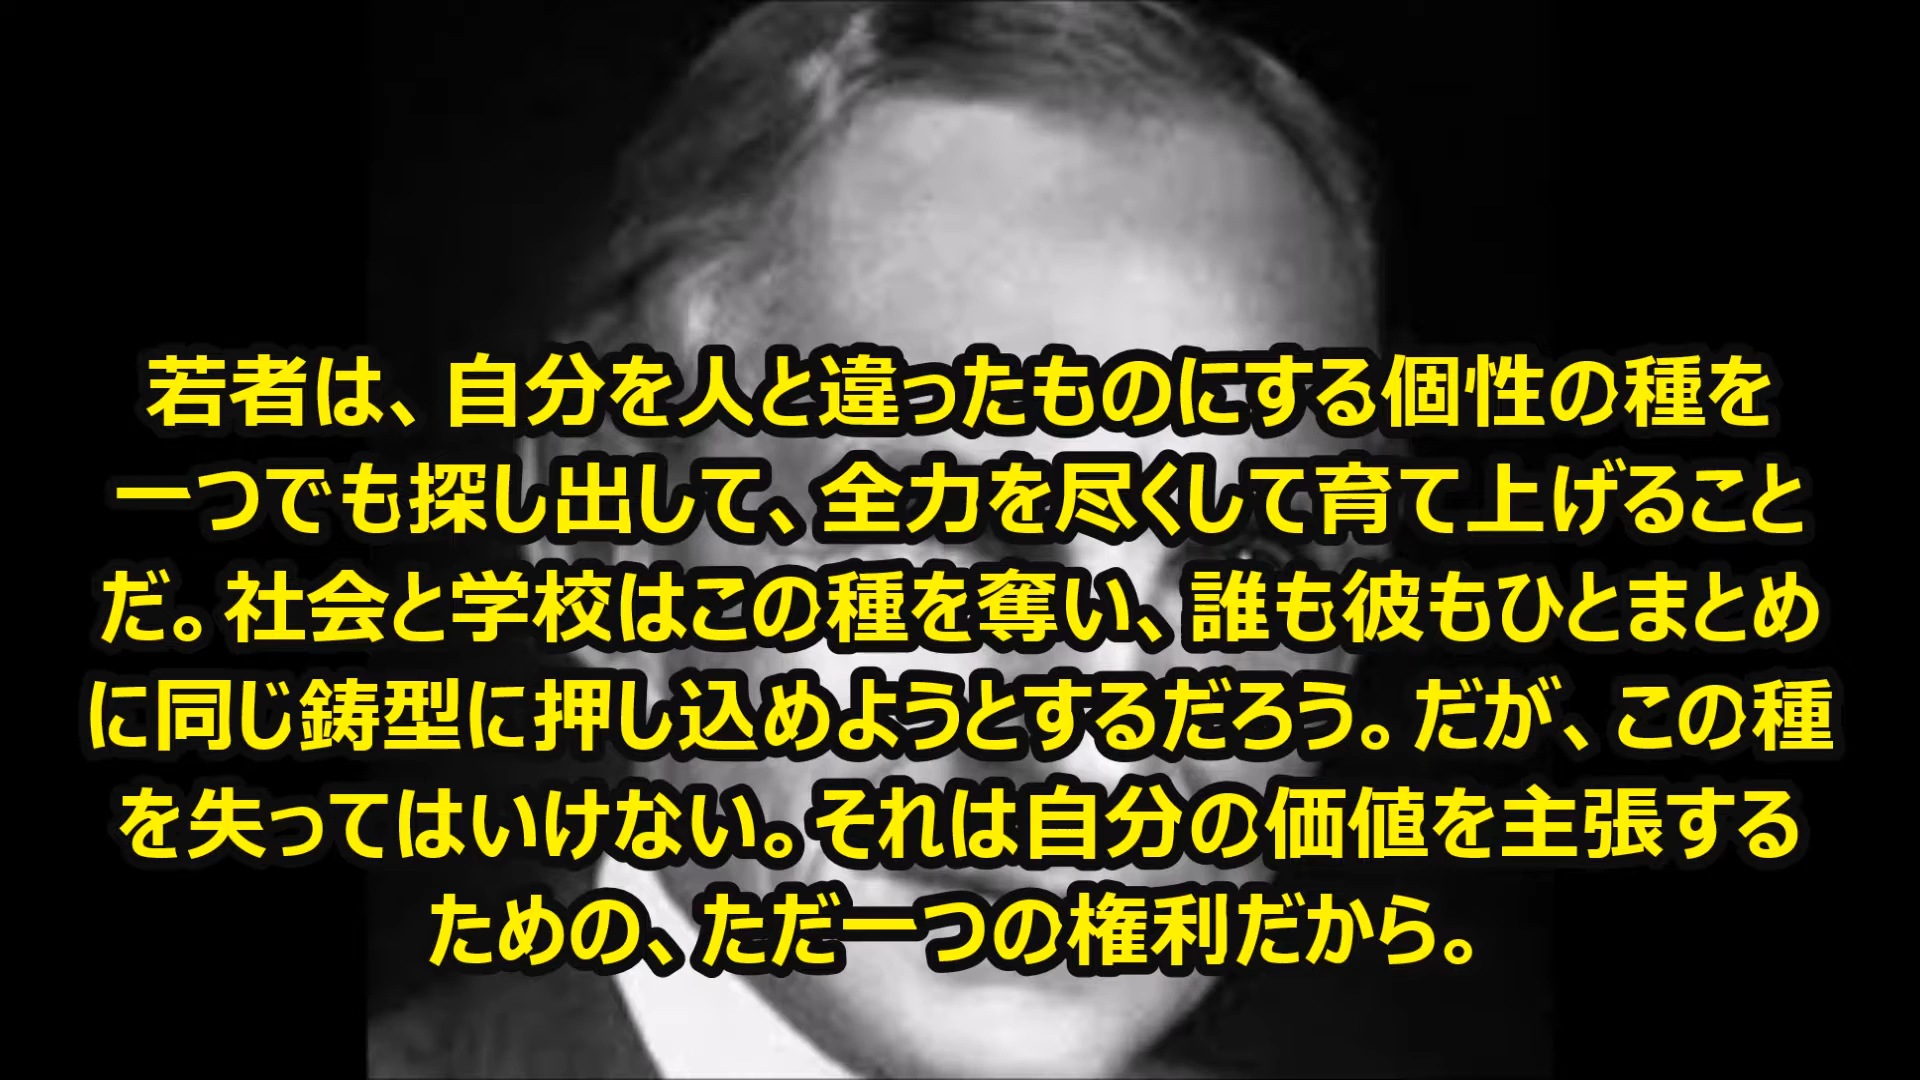 若者は、自分を人と違ったものにする個性の種を
一つでも探し出して、全力を尽くして育て上げること
だ。社会と学校はこの種を奪い、誰も彼もひとまとめ
に同じ鋳型に押し込めようとするだろう。だが、この種
を失ってはいけない。それは自分の価値を主張する
ための、ただ一つの権利だから。